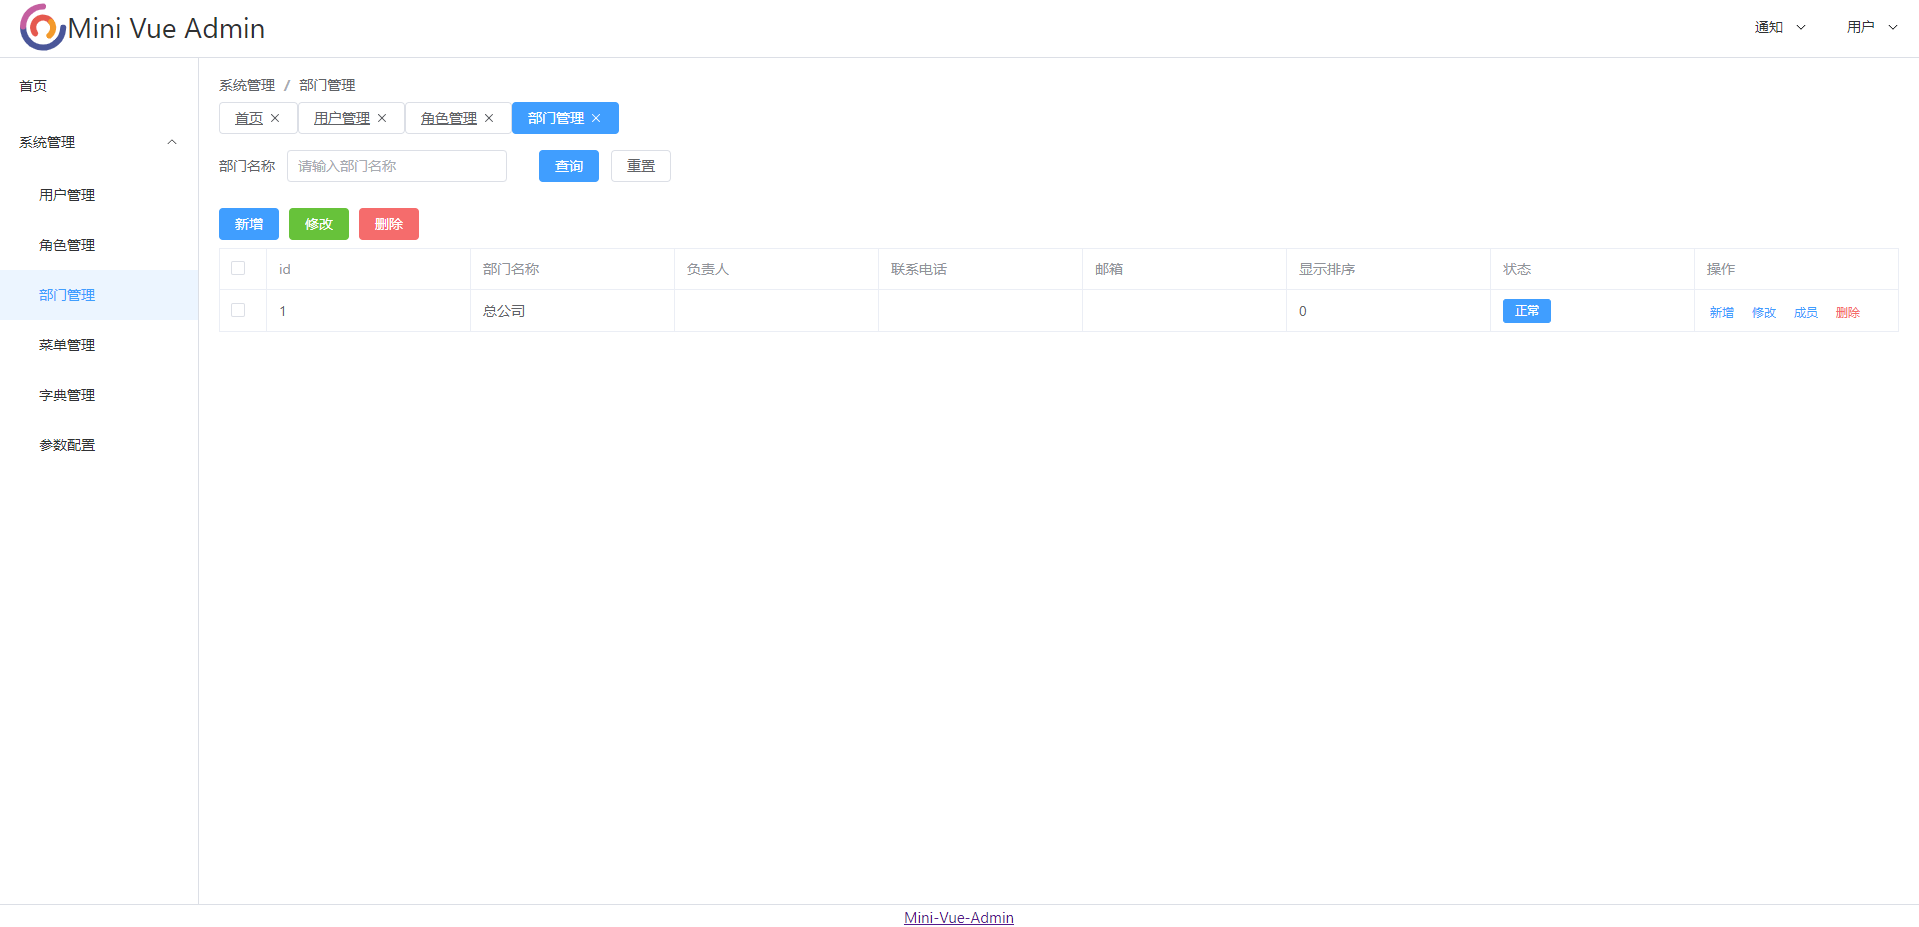 Mini Vue Admin 通知 用户
首页
系统管理
用户管理
角色管理
部门管理
菜单管理
字典管理
参数配置
系统管理 / 部门管理
首页 用户管理 角色管理 部门管理
部门名称 请输入部门名称 查询 重置
新增 修改 删除
id 部门名称 负责人 联系电话 邮箱 显示排序 状态 操作
1 总公司 0 正常 新增 修改 成员 删除
Mini-Vue-Admin